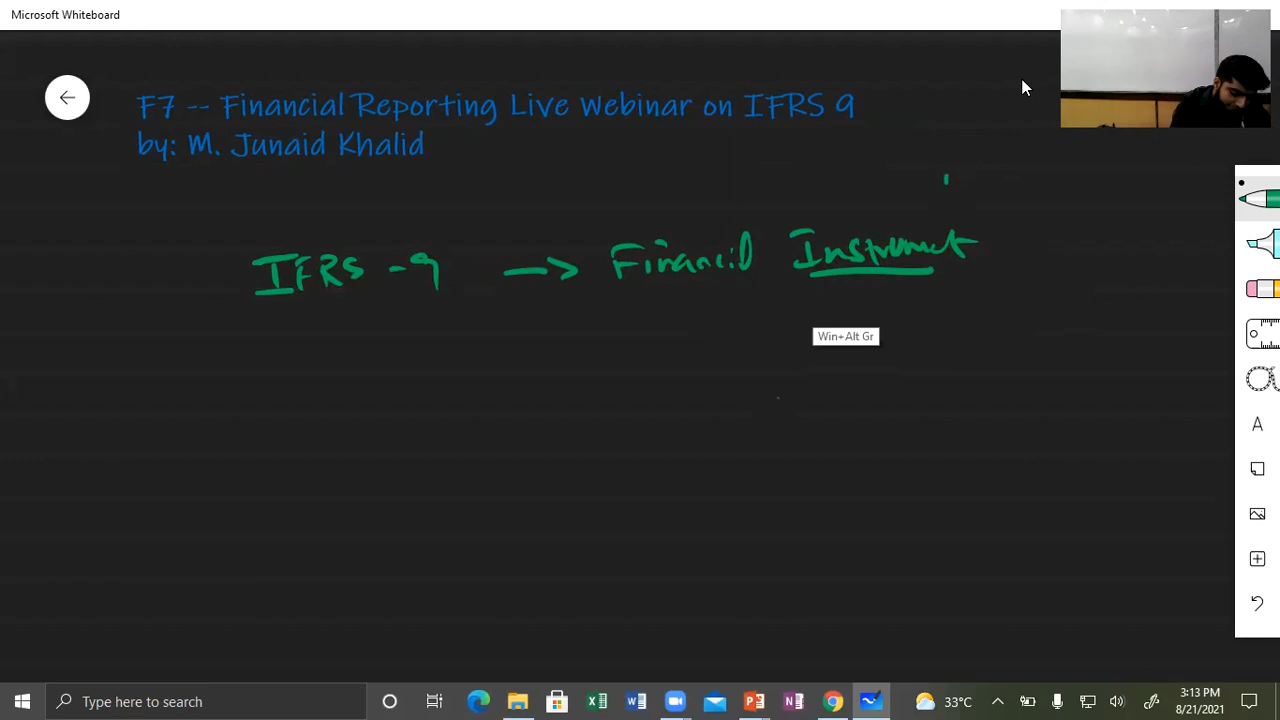 Microsoft Whiteboard
F7 -- Financial Reporting Live Webinar on IFRS 9
by: M. Junaid Khalid
IFRS - 9 → Financial Instrument
Win+Alt Gr
A
Type here to search
33°C
3:13 PM
8/21/2021